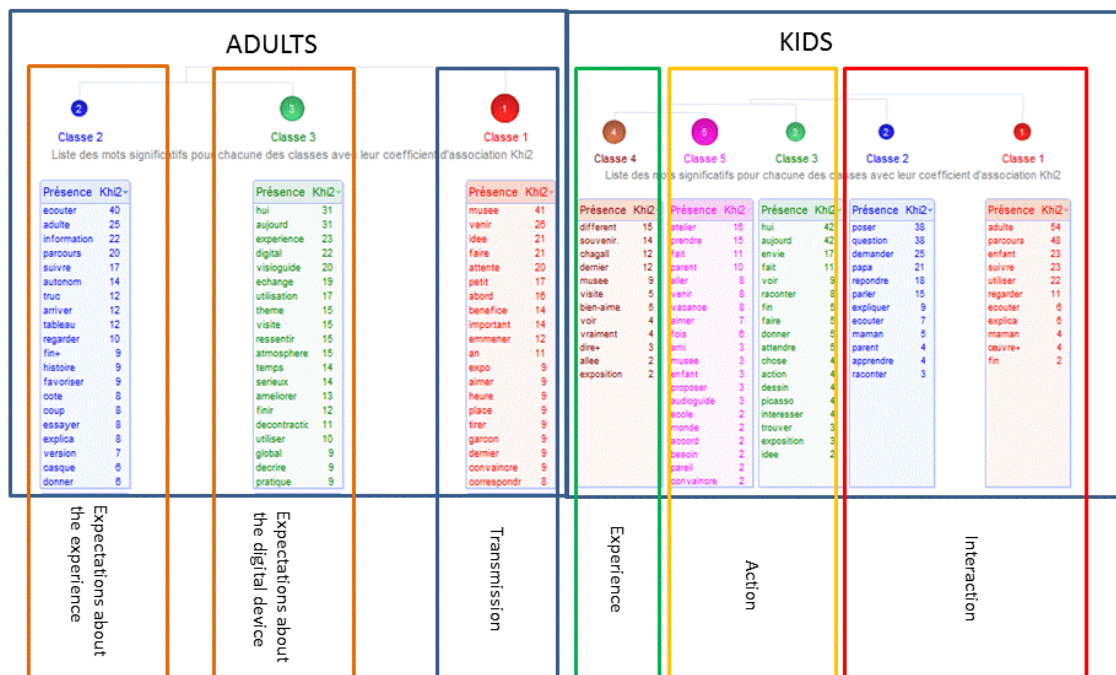 ADULTS
KIDS
2
3
1
4
5
3
2
1
Classe 2
Classe 3
Classe 1
Liste des mots significatifs pour chacune des classes avec leur coefficient d'association Khi2
Classe 4
Classe 5
Classe 3
Classe 2
Classe 1
Liste des mots significatifs pour chacune des classes avec leur coefficient d'association Khi2
Présence Khi2
ecouter 40
adulte 25
information 22
parcours 20
suivre 17
autonom 14
truc 12
arriver 12
tableau 12
regarder 10
fin+ 9
histoire 9
favoriser 9
cote 8
coup 8
essayer 8
explica 8
version 7
casque 6
donner 6
Présence Khi2
hui 31
aujourd 31
experience 23
digital 22
visioguide 20
echange 19
utilisation 17
theme 15
visite 15
ressentir 15
atmosphere 15
temps 14
serieux 14
ameliorer 13
finir 12
decontractic 11
utiliser 10
global 9
decrire 9
pratique 9
Présence Khi2
musee 41
venir 26
idee 21
faire 21
attente 20
petit 17
abord 16
benefice 14
important 14
emmener 12
an 11
expo 9
aimer 9
heure 9
place 9
tirer 9
garcon 9
dernier 9
convaincre 9
correspondr 8
Présence Khi2
different 15
souvenir. 14
chagall 12
dernier 12
musee 9
visite 5
bien-aime 5
voir 4
vraiment 4
dire+ 3
allee 2
exposition 2
Présence Khi2
atelier 16
prendre 15
fait 11
parent 10
aller 8
venir 8
vacance 8
aimer 7
fois 6
ami 3
musee 3
enfant 3
proposer 3
audioguide 3
ecole 2
monde 2
accord 2
besoin 2
pareil 2
convaincre 2
Présence Khi2
hui 42
aujourd 42
envie 17
fait 11
voir 9
raconter 8
fin 5
faire 5
donner 5
attendre 5
chose 4
action 4
dessin 4
picasso 4
interesser 4
trouver 3
exposition 3
idee 2
Présence Khi2
poser 38
question 38
demander 25
papa 21
repondre 18
parler 15
expliquer 9
ecouter 7
maman 5
parent 4
apprendre 4
raconter 3
Présence Khi2
adulte 54
parcours 48
enfant 23
suivre 23
utiliser 22
regarder 11
ecouter 6
explica 6
maman 4
œuvre+ 4
fin 2
Expectations about
the experience
Expectations about
the digital device
Transmission
Experience
Action
Interaction